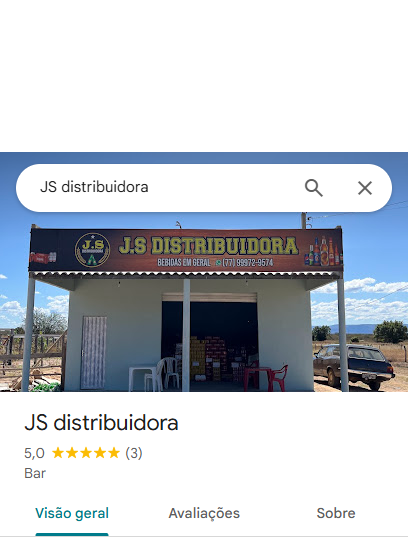 JS distribuidora
J.S
J.S DISTRIBUIDORA
BEBIDAS EM GERAL (77) 99972-9574
JS distribuidora
5,0 (3)
Bar
Visão geral Avaliações Sobre